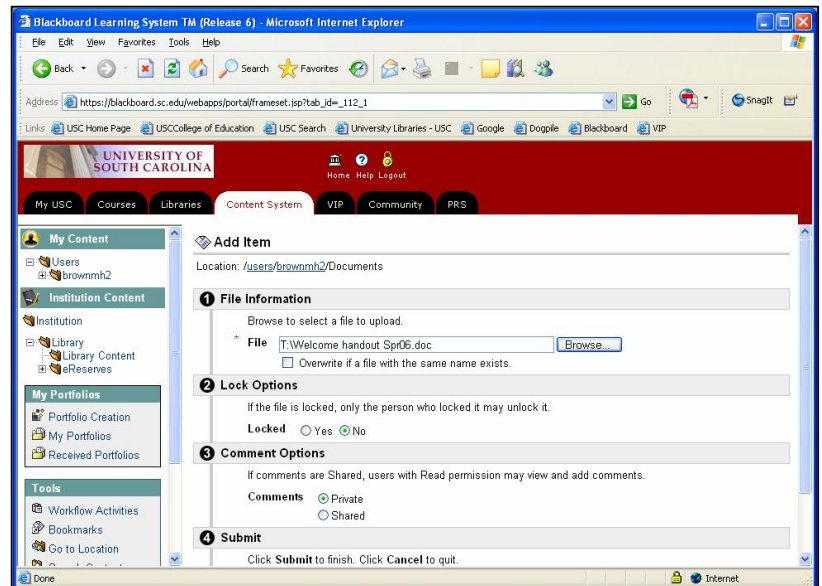 Blackboard Learning System TM (Release 6) - Microsoft Internet Explorer
File Edit View Favorites Tools Help
Back Search Favorites
Address https://blackboard.sc.edu/webapps/portal/frameset.jsp?tab_id=_112_1 Go SnagIt
Links USC Home Page USCCollege of Education USC Search University Libraries - USC Google Dogpile Blackboard VIP
UNIVERSITY OF
SOUTH CAROLINA
Home Help Logout
My USC Courses Libraries Content System VIP Community PRS
My Content
Users
brownmh2
Institution Content
Institution
Library
Library Content
eReserves
My Portfolios
Portfolio Creation
My Portfolios
Received Portfolios
Tools
Workflow Activities
Bookmarks
Go to Location
Add Item
Location: /users/brownmh2/Documents
1 File Information
Browse to select a file to upload.
* File T:\Welcome handout Spr06.doc Browse...
Overwrite if a file with the same name exists.
2 Lock Options
If the file is locked, only the person who locked it may unlock it.
Locked Yes No
3 Comment Options
If comments are Shared, users with Read permission may view and add comments.
Comments Private
Shared
4 Submit
Click Submit to finish. Click Cancel to quit.
Done Internet